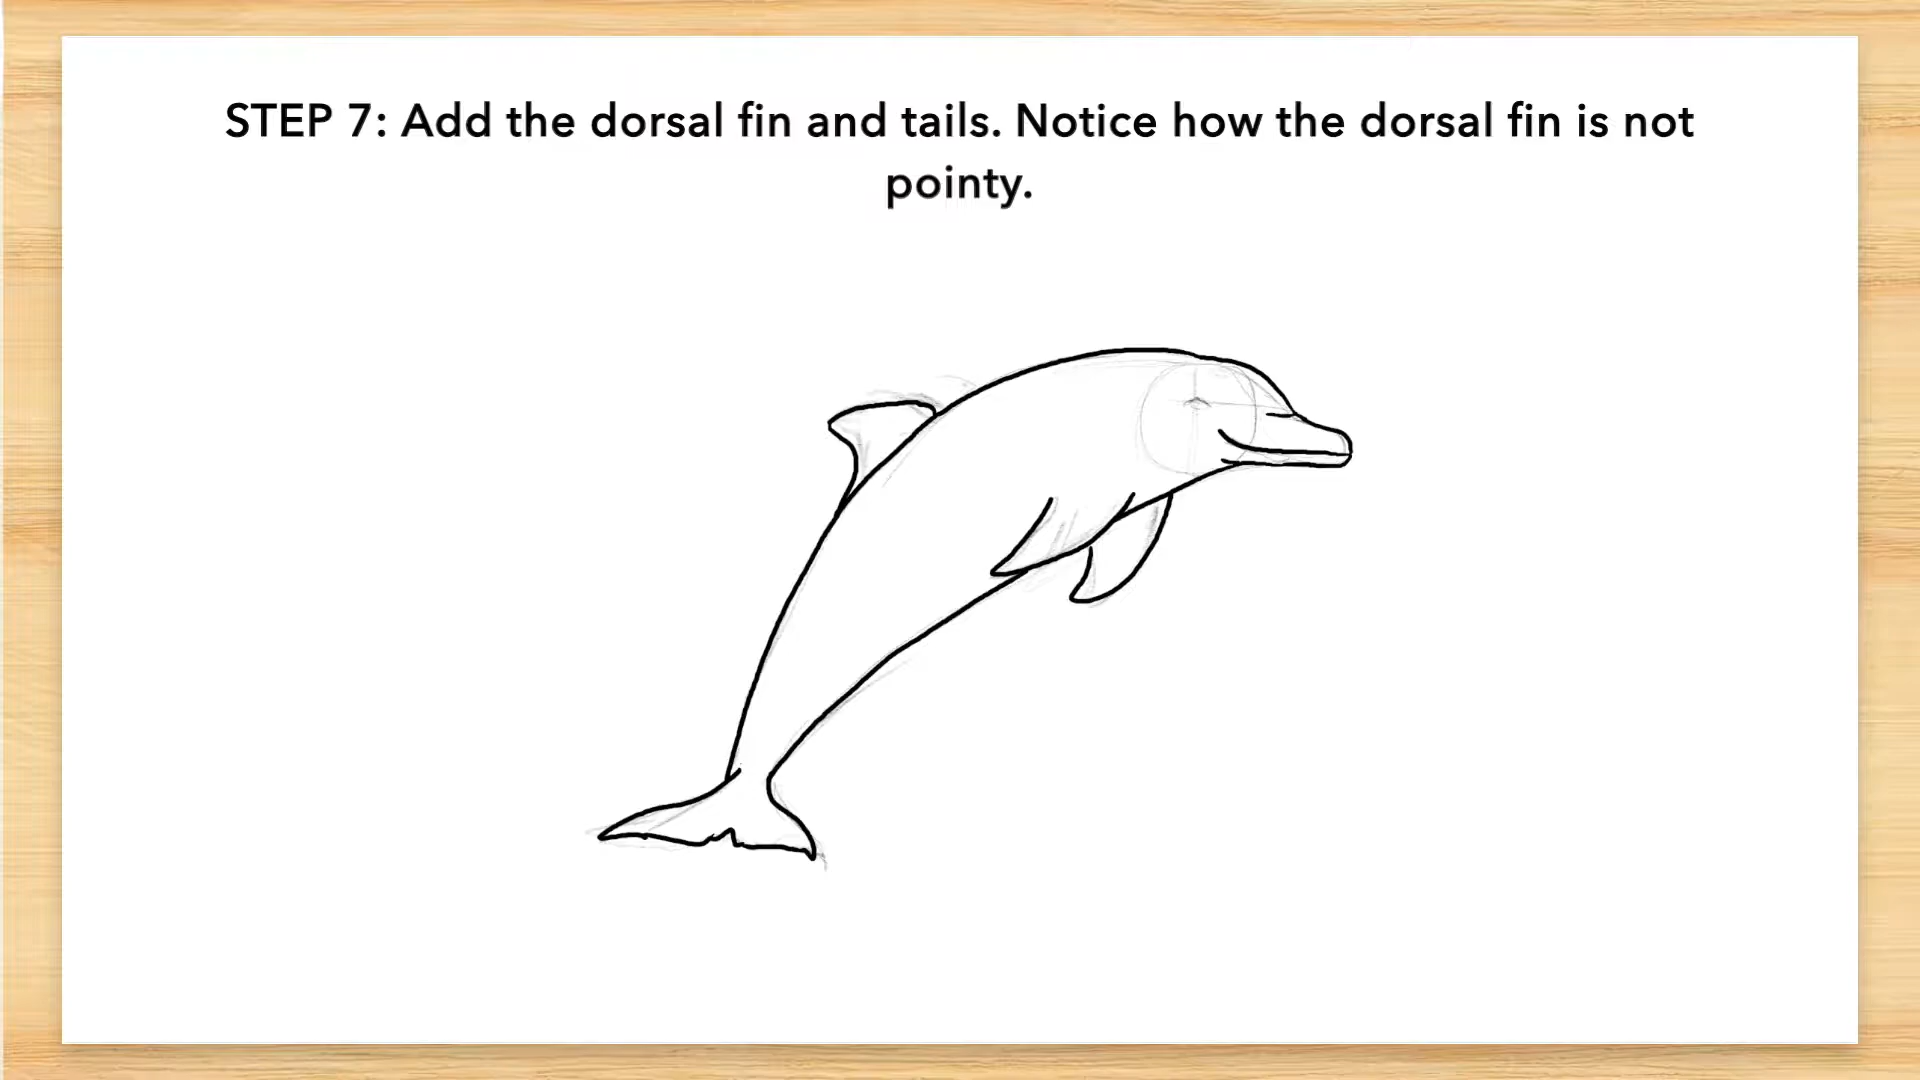 STEP 7: Add the dorsal fin and tails. Notice how the dorsal fin is not
pointy.